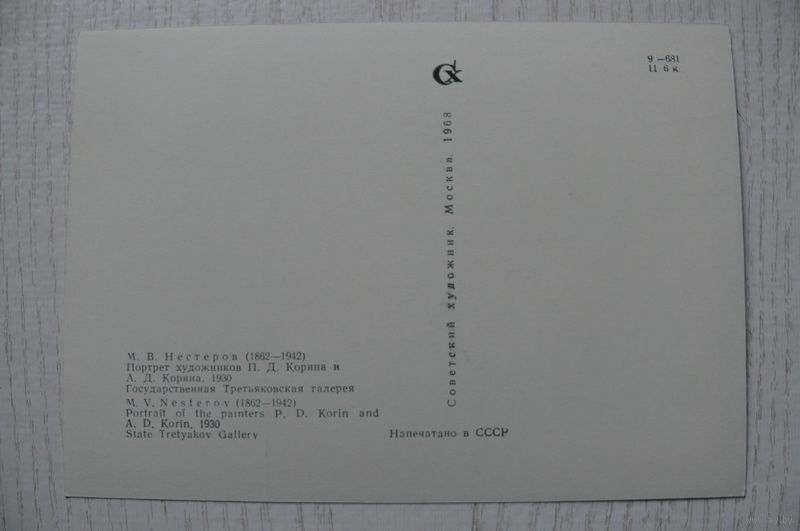 СХ
9—681
Ц. 6 к.
Советский художник. Москва. 1968
М. В. Нестеров (1862—1942)
Портрет художников П. Д. Корина и
А. Д. Корина. 1930
Государственная Третьяковская галерея
M. V. Nesterov (1862—1942)
Portrait of the painters P. D. Korin and
A. D. Korin, 1930
State Tretyakov Gallery
Напечатано в СССР